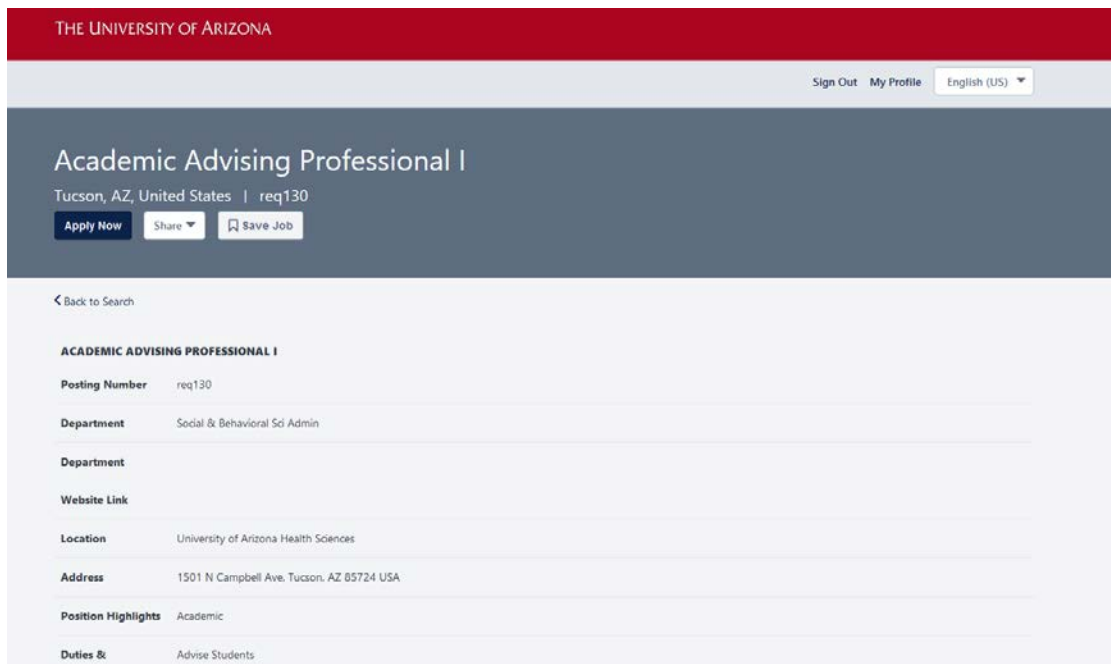 THE UNIVERSITY OF ARIZONA
Sign Out My Profile English (US)
Academic Advising Professional I
Tucson, AZ, United States | req130
Apply Now Share Save Job
Back to Search
ACADEMIC ADVISING PROFESSIONAL I
Posting Number req130
Department Social & Behavioral Sci Admin
Department
Website Link
Location University of Arizona Health Sciences
Address 1501 N Campbell Ave, Tucson, AZ 85724 USA
Position Highlights Academic
Duties & Advise Students